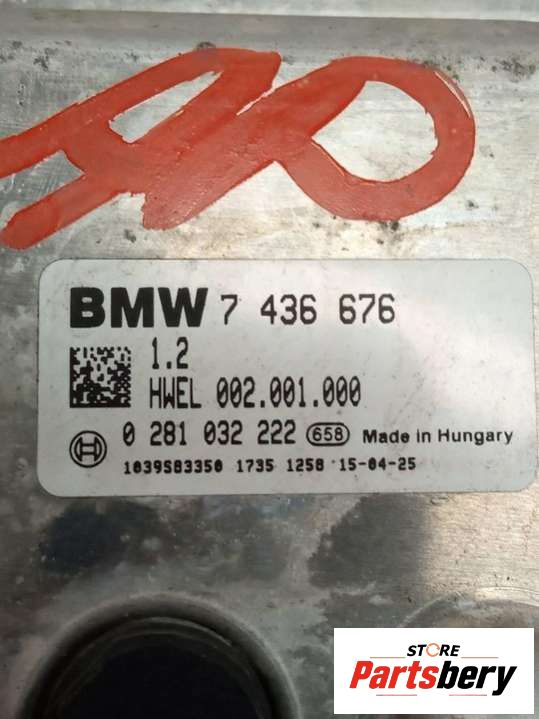 BMW 7 436 676
1.2
HWEL 002.001.000
0 281 032 222 658 Made in Hungary
1039S83350 1735 1258 15-04-25
STORE
Partsbery